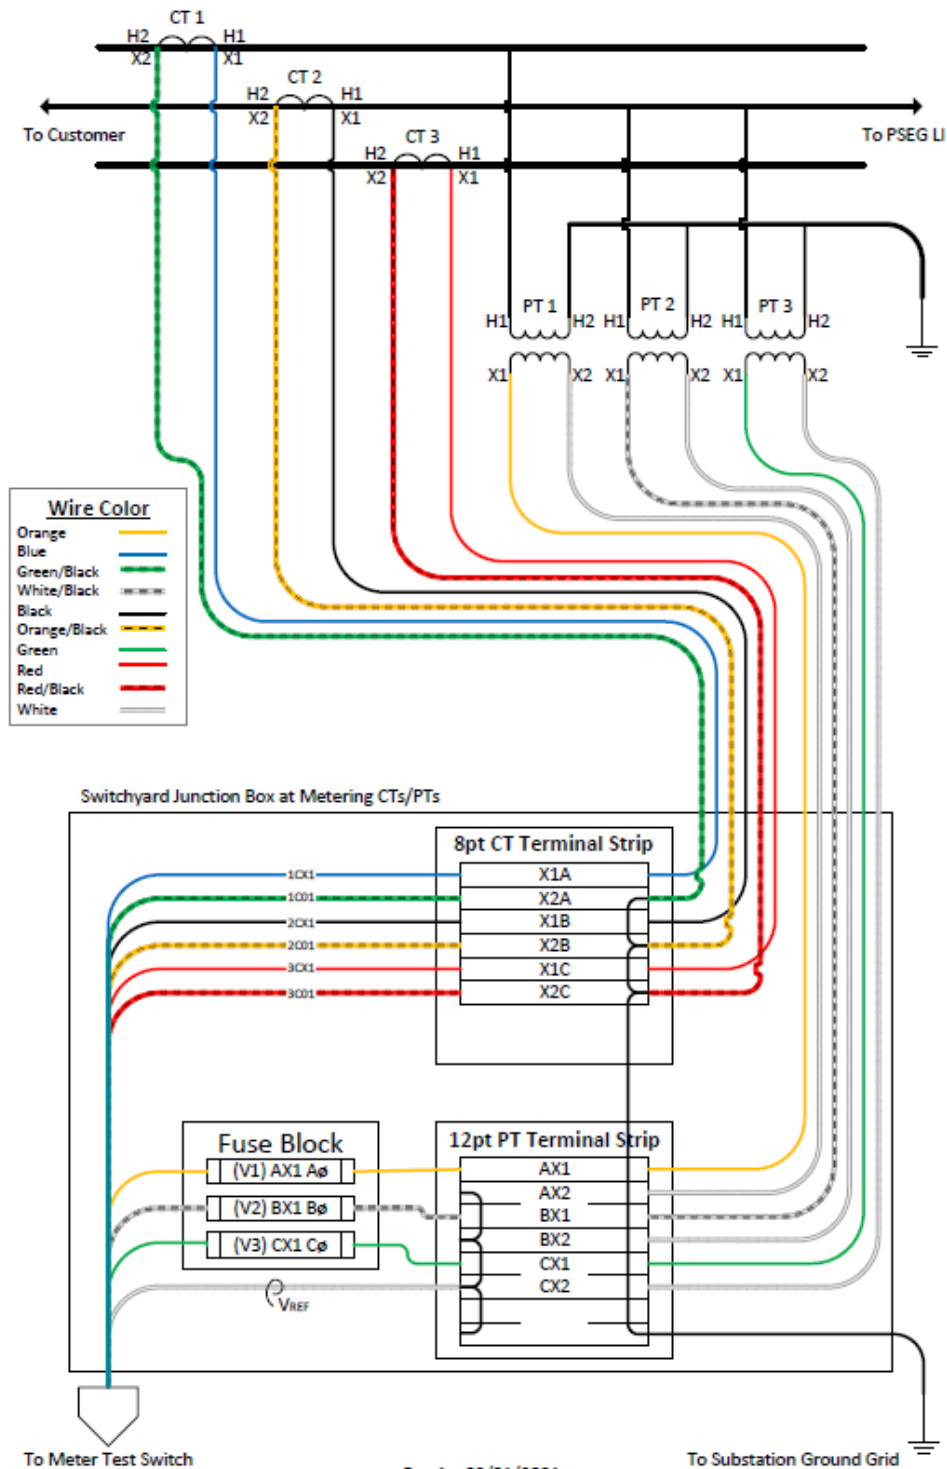 CT 1
H2 H1
X2 X1
CT 2
H2 H1
X2 X1
To Customer
To PSEG LI
CT 3
H2 H1
X2 X1
PT 1 PT 2 PT 3
H1 H2 H1 H2 H1 H2
X1 X2 X1 X2 X1 X2
Wire Color
Orange
Blue
Green/Black
White/Black
Black
Orange/Black
Green
Red
Red/Black
White
Switchyard Junction Box at Metering CTs/PTs
8pt CT Terminal Strip
1CX1 X1A
1C01 X2A
2CX1 X1B
2C01 X2B
3CX1 X1C
3C01 X2C
Fuse Block
(V1) AX1 Aø
(V2) BX1 Bø
(V3) CX1 Cø
VREF
12pt PT Terminal Strip
AX1
AX2
BX1
BX2
CX1
CX2
To Meter Test Switch
To Substation Ground Grid